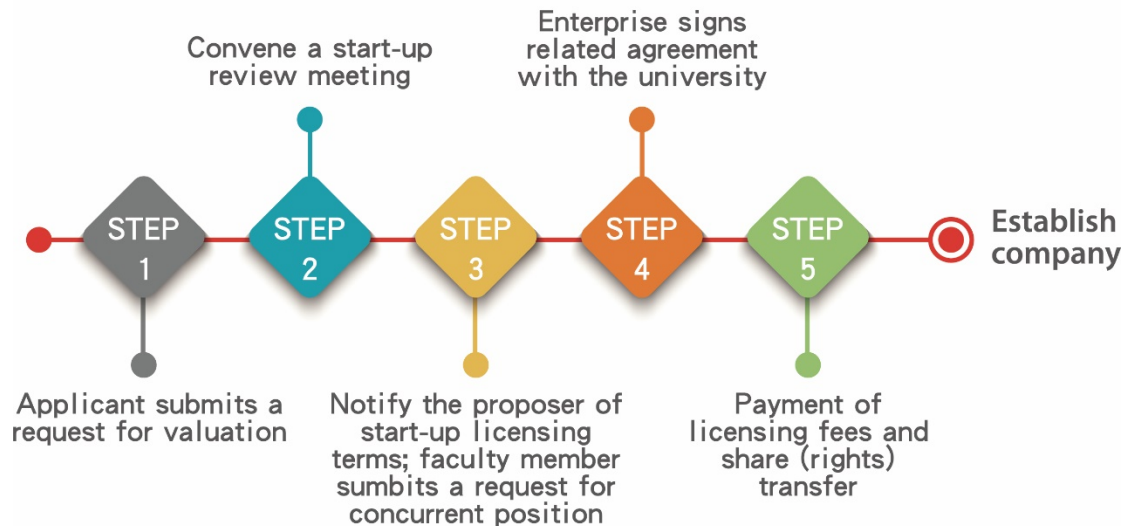 STEP
1
Applicant submits a
request for valuation
Convene a start-up
review meeting
STEP
2
STEP
3
Notify the proposer of
start-up licensing
terms; faculty member
sumbits a request for
concurrent position
Enterprise signs
related agreement
with the university
STEP
4
STEP
5
Payment of
licensing fees and
share (rights)
transfer
Establish
company